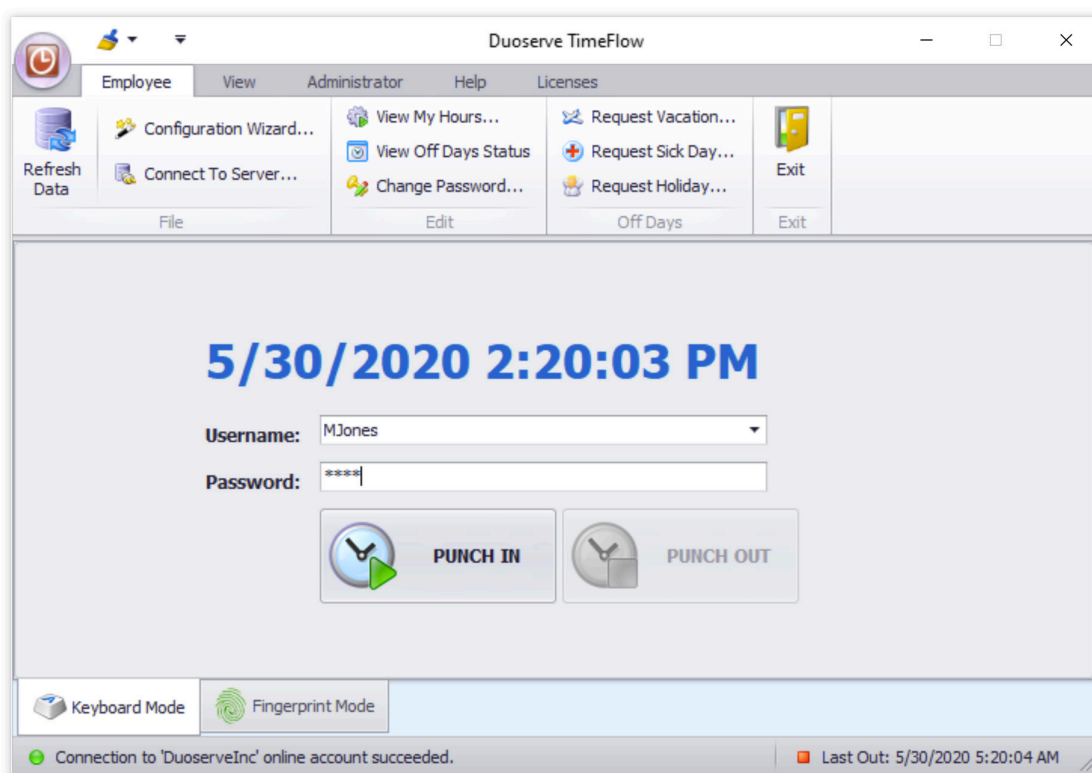 Duoserve TimeFlow
Employee View Administrator Help Licenses
Refresh Data
Configuration Wizard...
Connect To Server...
File
View My Hours...
View Off Days Status
Change Password...
Edit
Request Vacation...
Request Sick Day...
Request Holiday...
Off Days
Exit
Exit
5/30/2020 2:20:03 PM
Username: MJones
Password: ****
PUNCH IN PUNCH OUT
Keyboard Mode Fingerprint Mode
Connection to 'DuoserveInc' online account succeeded. Last Out: 5/30/2020 5:20:04 AM